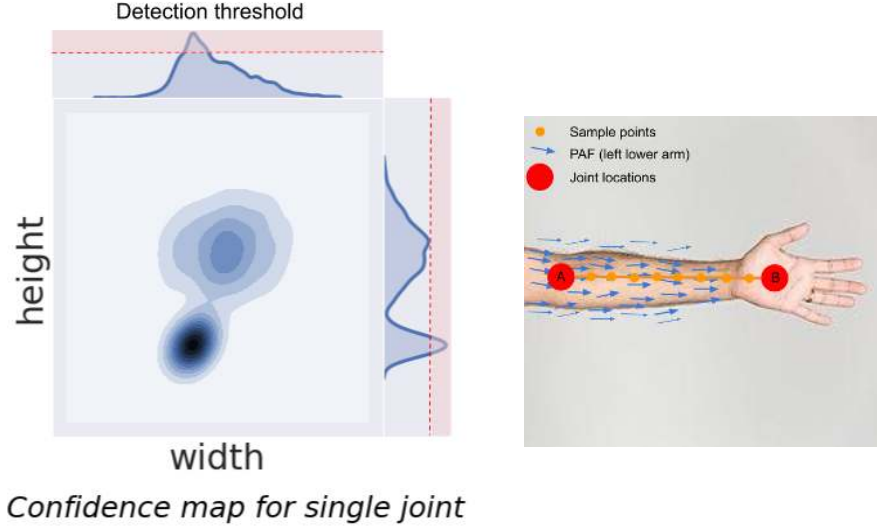 Detection threshold
height
width
Confidence map for single joint
Sample points
PAF (left lower arm)
Joint locations
A
B